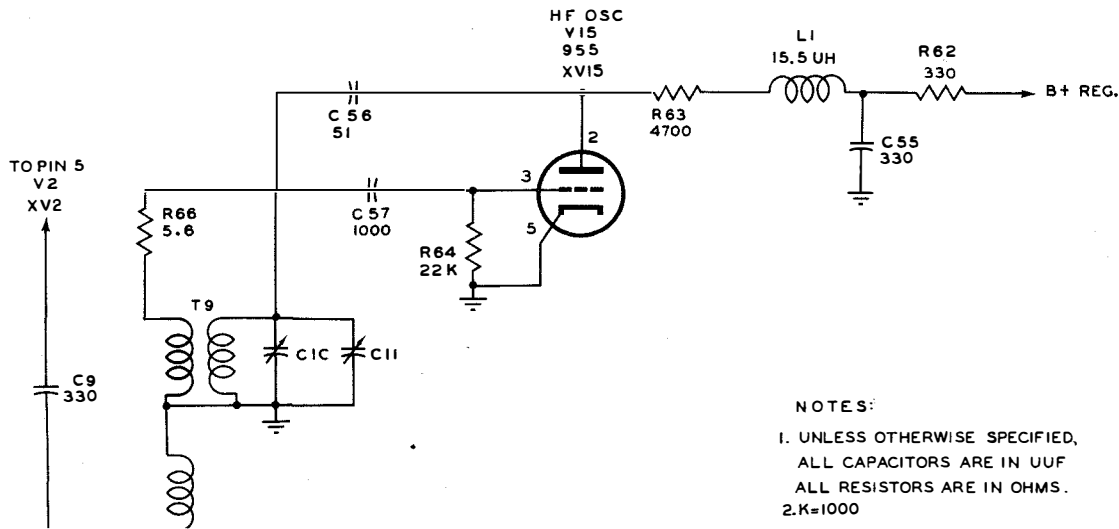 HF OSC
V15
955
XV15
L1
15.5 UH
R62
330
B+ REG.
C 56
51
R63
4700
C55
330
2
TO PIN 5
V2
XV2
3
R66
5.6
C 57
1000
5
R64
22K
T9
C1C
C11
C9
330
NOTES:
1. UNLESS OTHERWISE SPECIFIED,
ALL CAPACITORS ARE IN UUF
ALL RESISTORS ARE IN OHMS.
2.K=1000